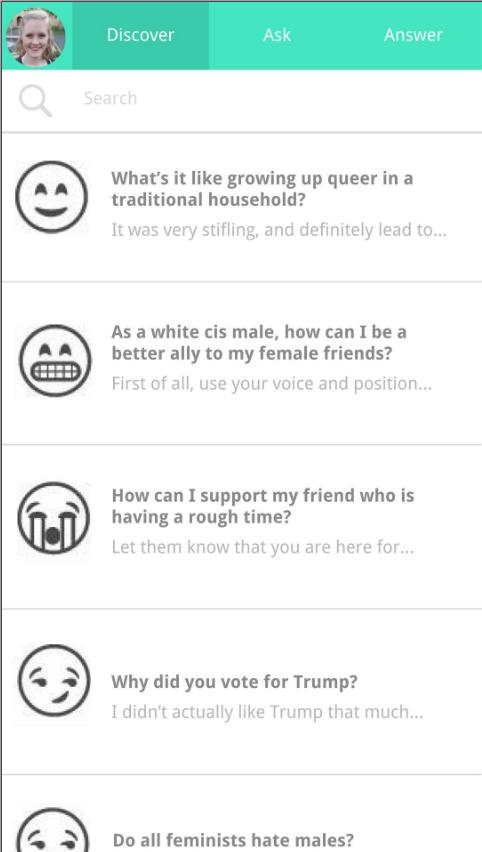 Discover Ask Answer
Search
What’s it like growing up queer in a
traditional household?
It was very stifling, and definitely lead to...
As a white cis male, how can I be a
better ally to my female friends?
First of all, use your voice and position...
How can I support my friend who is
having a rough time?
Let them know that you are here for...
Why did you vote for Trump?
I didn’t actually like Trump that much...
Do all feminists hate males?